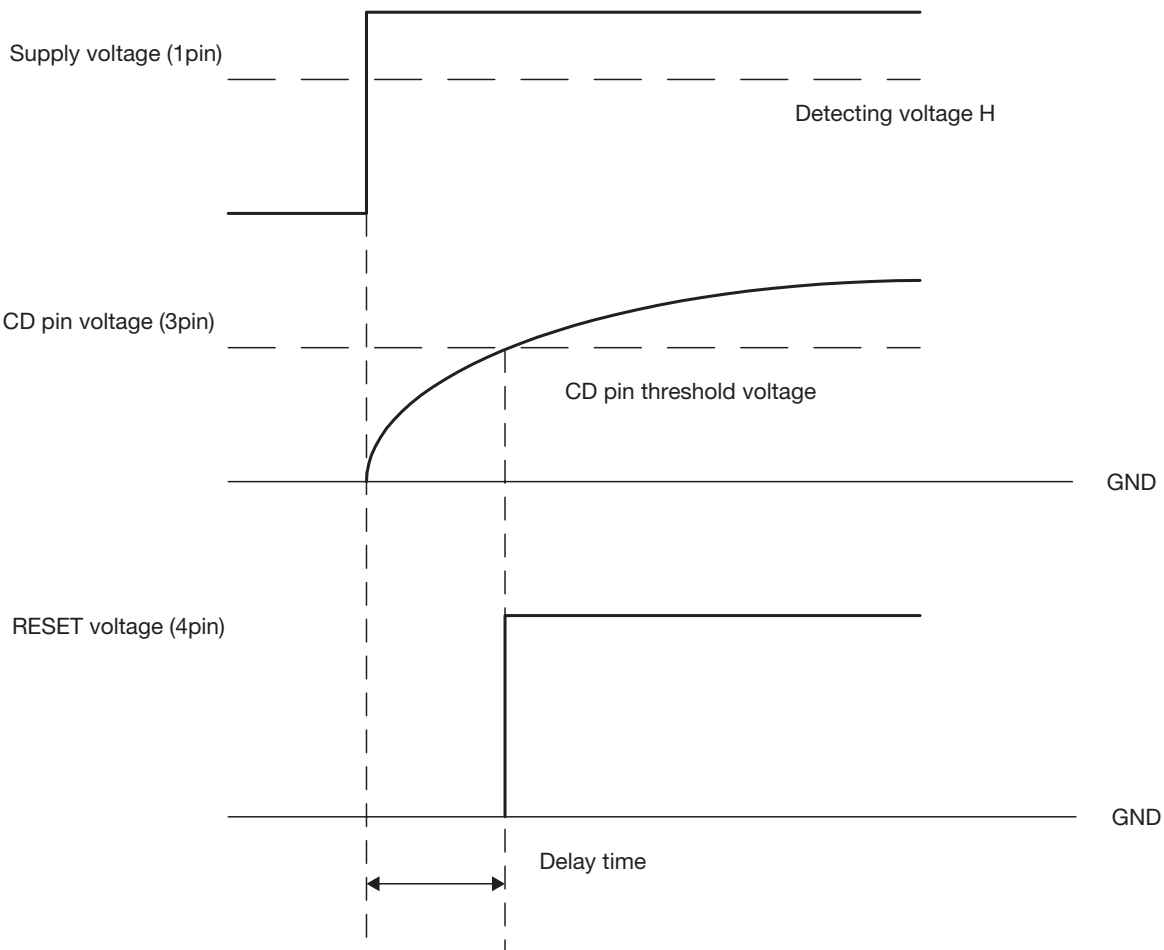 Supply voltage (1pin)
Detecting voltage H
CD pin voltage (3pin)
CD pin threshold voltage
GND
RESET voltage (4pin)
GND
Delay time